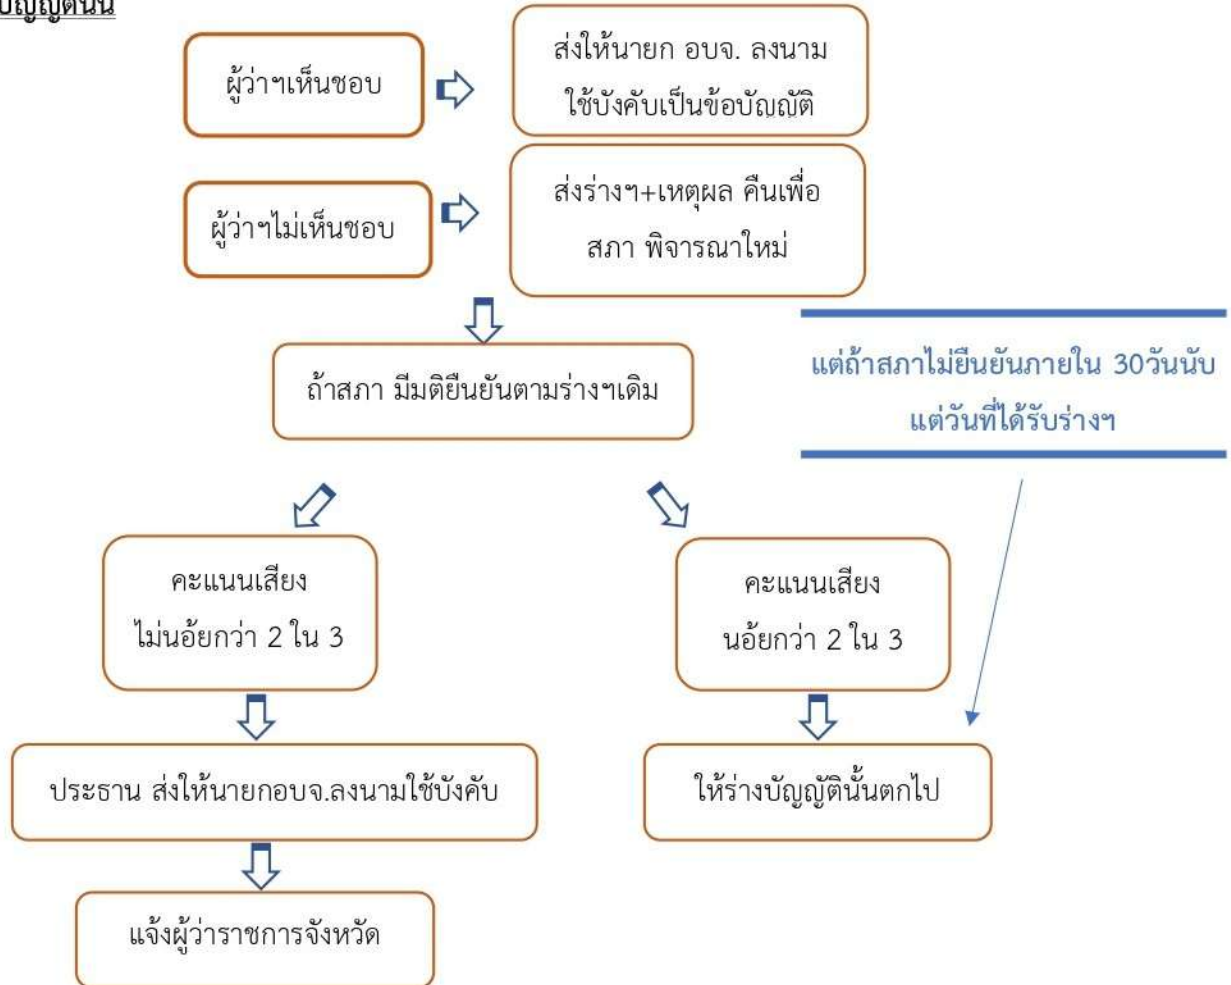 บัญญัตินั้น
ผู้ว่าฯเห็นชอบ
ส่งให้นายก อบจ. ลงนาม
ใช้บังคับเป็นข้อบัญญัติ
ผู้ว่าฯไม่เห็นชอบ
ส่งร่างฯ+เหตุผล คืนเพื่อ
สภา พิจารณาใหม่
ถ้าสภา มีมติยืนยันตามร่างฯเดิม
แต่ถ้าสภาไม่ยืนยันภายใน 30วันนับ
แต่วันที่ได้รับร่างฯ
คะแนนเสียง
ไม่นอ้ยกว่า 2 ใน 3
คะแนนเสียง
นอ้ยกว่า 2 ใน 3
ประธาน ส่งให้นายกอบจ.ลงนามใช้บังคับ
ให้ร่างบัญญัตินั้นตกไป
แจ้งผู้ว่าราชการจังหวัด